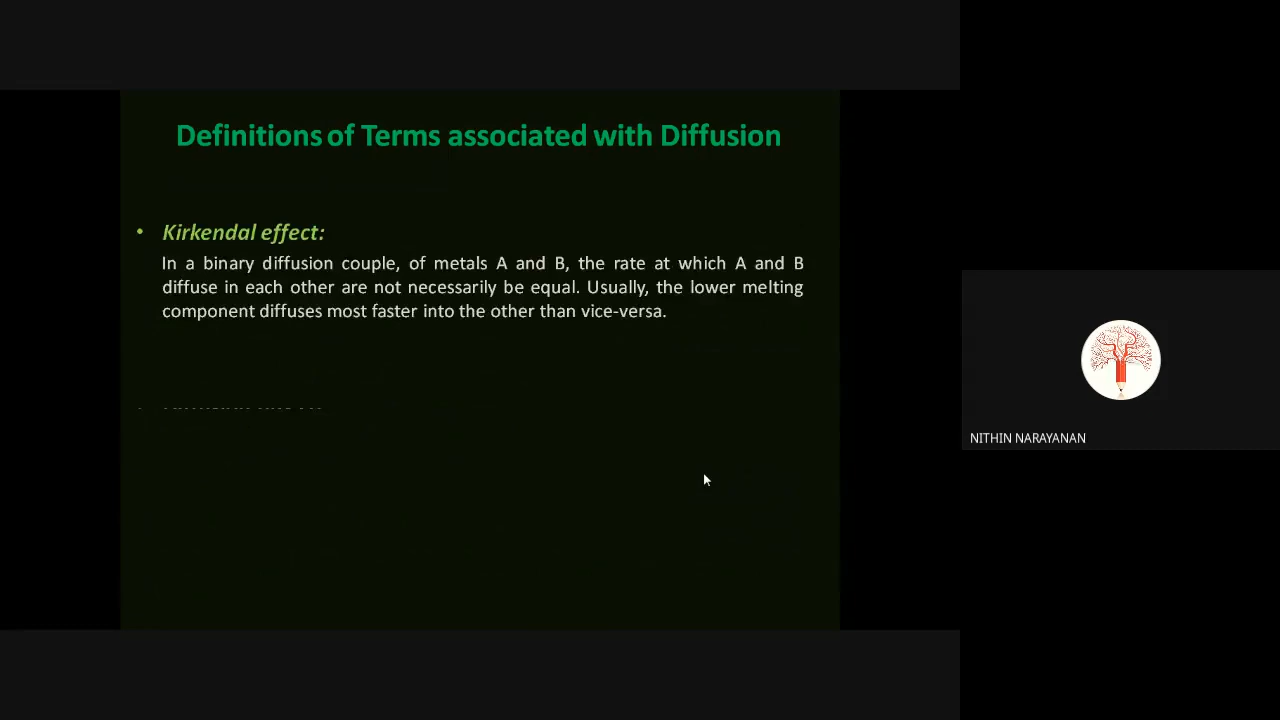 Definitions of Terms associated with Diffusion
• Kirkendal effect:
In a binary diffusion couple, of metals A and B, the rate at which A and B
diffuse in each other are not necessarily be equal. Usually, the lower melting
component diffuses most faster into the other than vice-versa.
NITHIN NARAYANAN